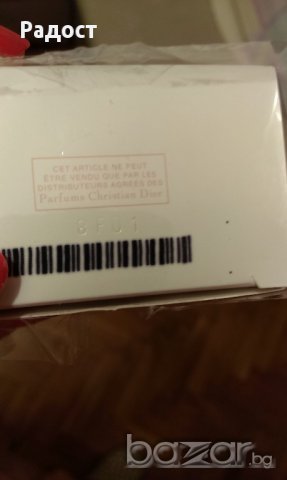 Радост
CET ARTICLE NE PEUT
ÊTRE VENDU QUE PAR LES
DISTRIBUTEURS AGRÉÉS DES
Parfums Christian Dior
bazar.bg